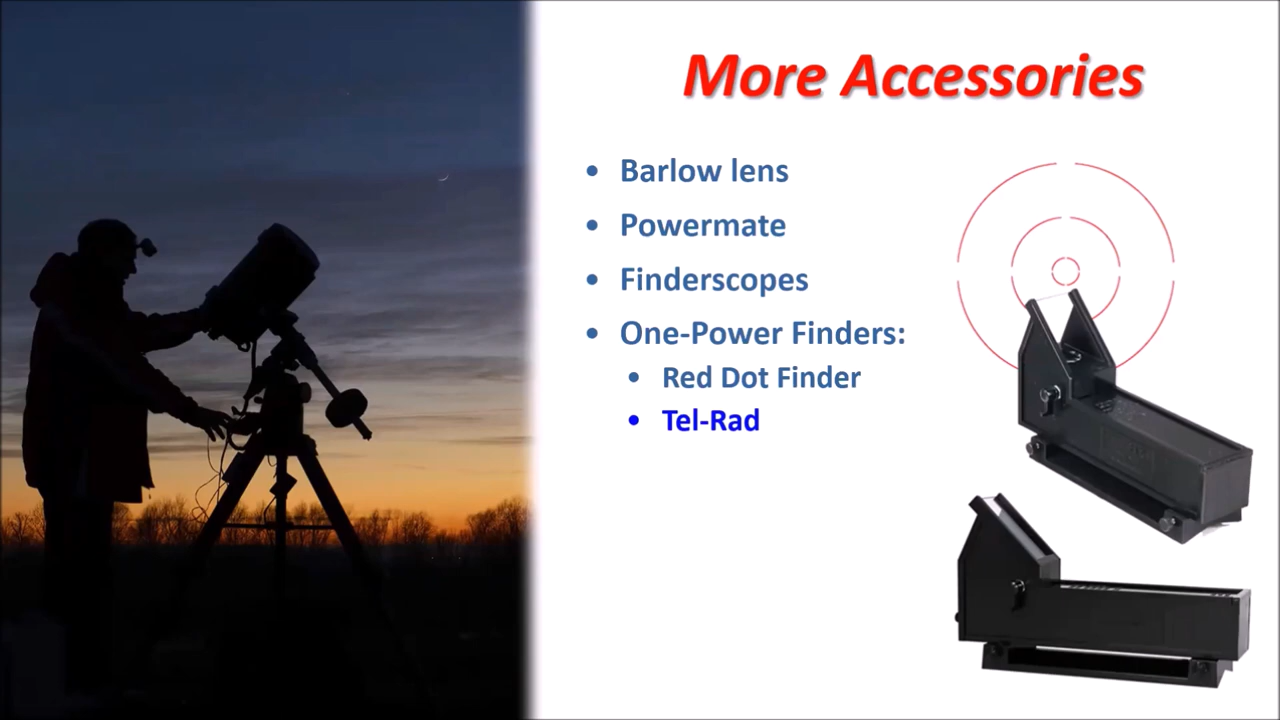 More Accessories
• Barlow lens
• Powermate
• Finderscopes
• One-Power Finders:
• Red Dot Finder
• Tel-Rad